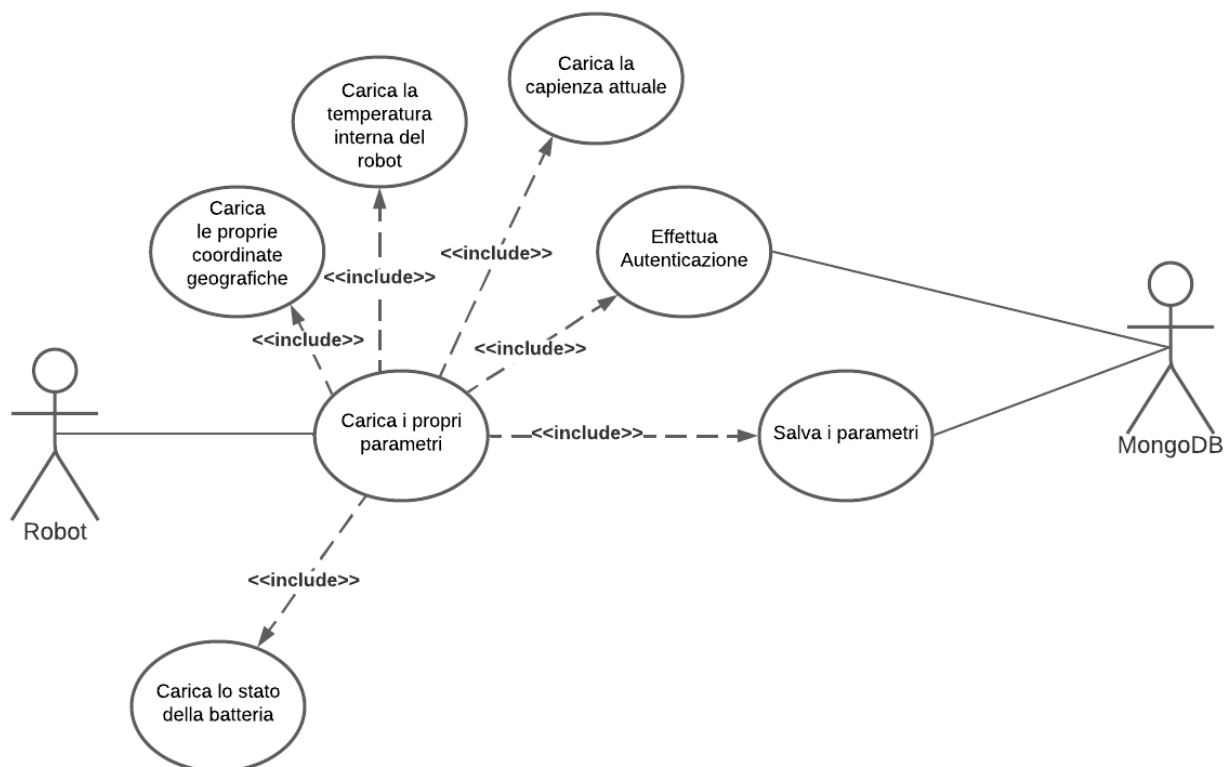 Carica la
capienza attuale
Carica la
temperatura
interna del
robot
Carica
le proprie
coordinate
geografiche
Effettua
Autenticazione
<<include>>
<<include>>
<<include>>
<<include>>
Carica i propri
parametri
<<include>>
Salva i parametri
MongoDB
Robot
<<include>>
Carica lo stato
della batteria